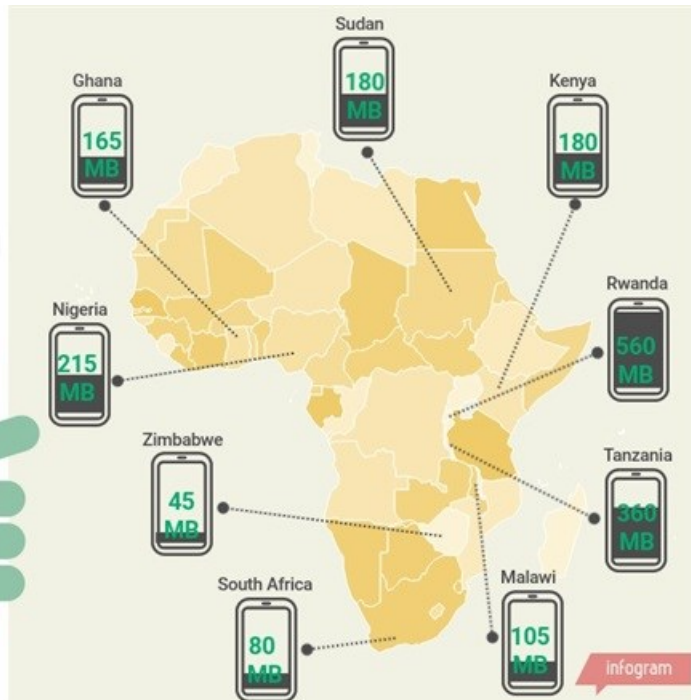 Sudan
180
MB
Ghana
165
MB
Kenya
180
MB
Rwanda
560
MB
Nigeria
215
MB
Zimbabwe
45
MB
Tanzania
360
MB
South Africa
80
MB
Malawi
105
MB
infogram